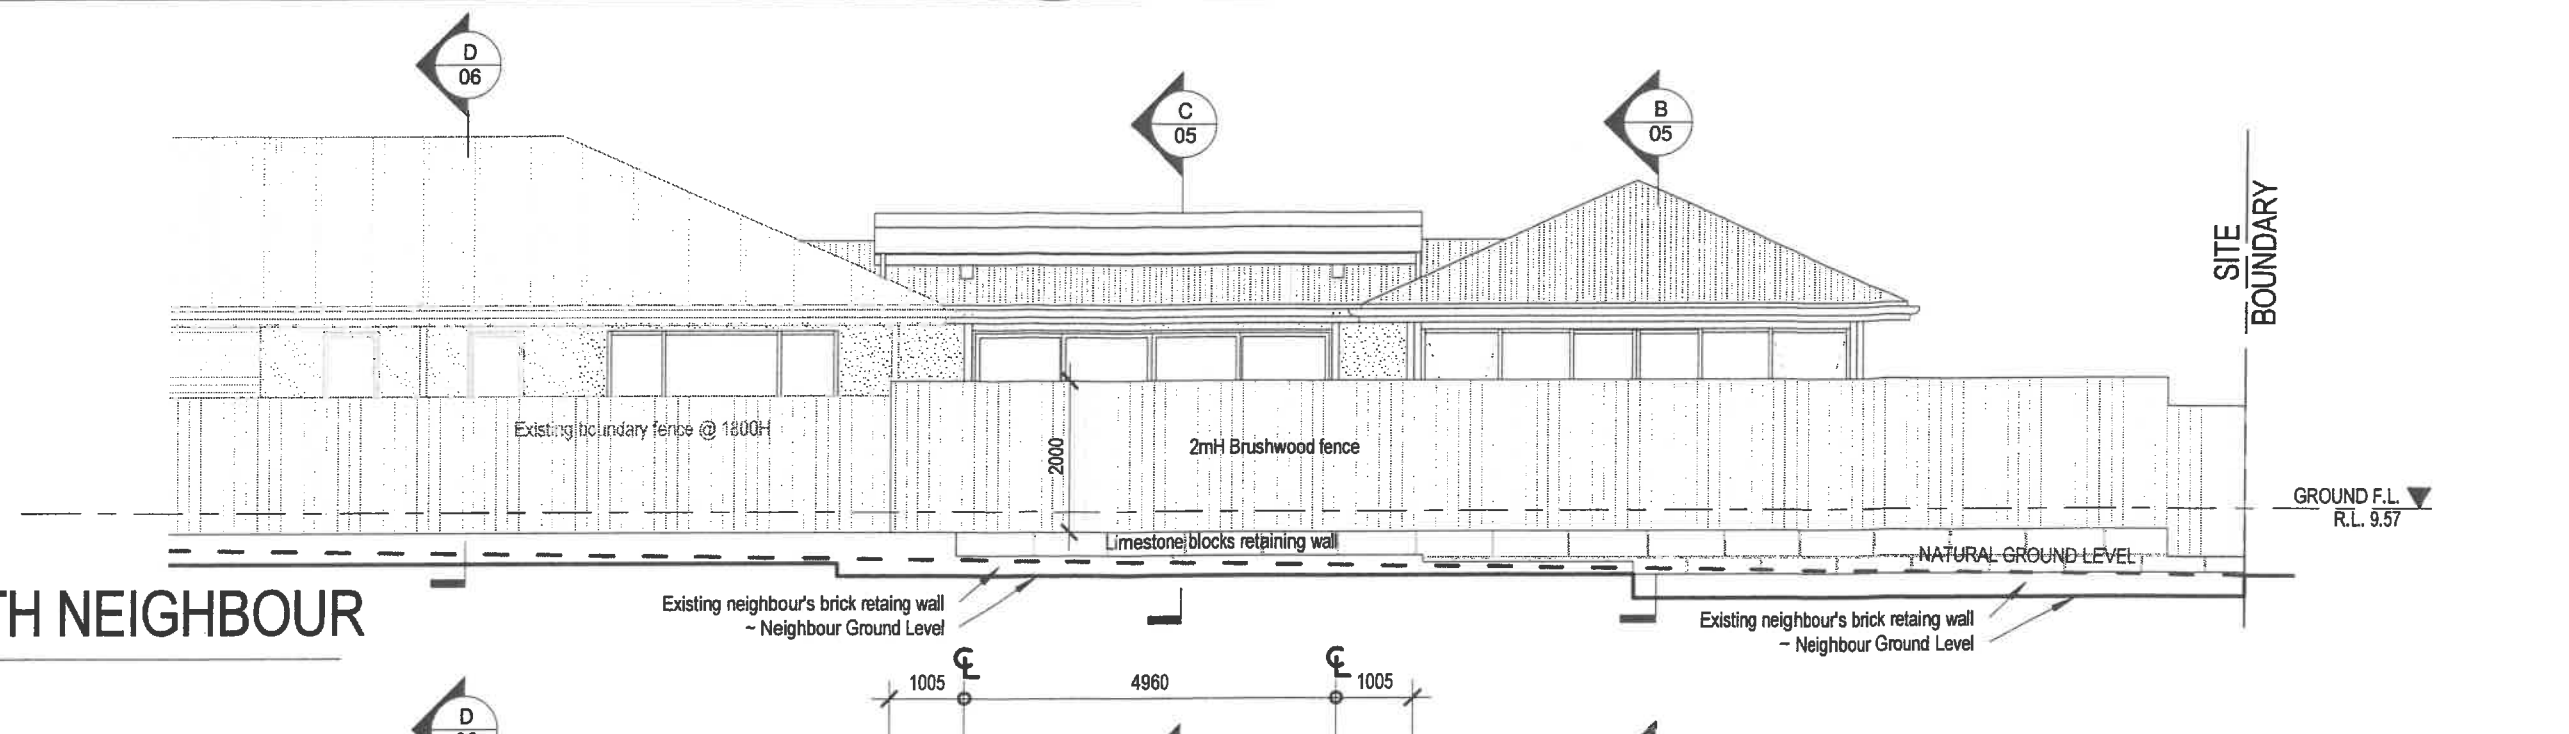 D
06
C
05
B
05
SITE
BOUNDARY
Existing boundary fence @ 1800H
2000
2mH Brushwood fence
GROUND F.L.
R.L. 9.57
Limestone blocks retaining wall
NATURAL GROUND LEVEL
TH NEIGHBOUR
Existing neighbour's brick retaing wall
~ Neighbour Ground Level
Existing neighbour's brick retaing wall
~ Neighbour Ground Level
1005
4960
1005
D